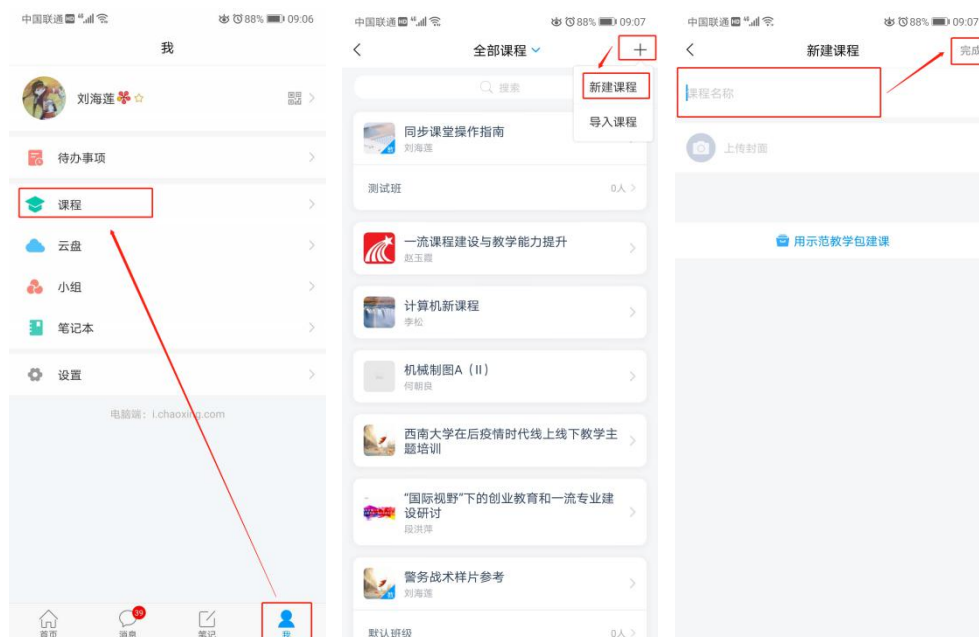 中国联通 HD 4G 88% 09:06
我
刘海莲
待办事项
课程
云盘
小组
笔记本
设置
电脑端：i.chaoxing.com
39
首页 消息 笔记 我
中国联通 HD 4G 88% 09:07
全部课程
搜索
新建课程
导入课程
同步课堂操作指南
刘海莲
测试班 0人
一流课程建设与教学能力提升
赵玉霞
计算机新课程
李松
机械制图A（II）
何朝良
西南大学在后疫情时代线上线下教学主
题培训
“国际视野”下的创业教育和一流专业建
设研讨
段洪萍
警务战术样片参考
刘海莲
默认班级 0人
中国联通 HD 4G 88% 09:07
新建课程 完成
课程名称
上传封面
用示范教学包建课